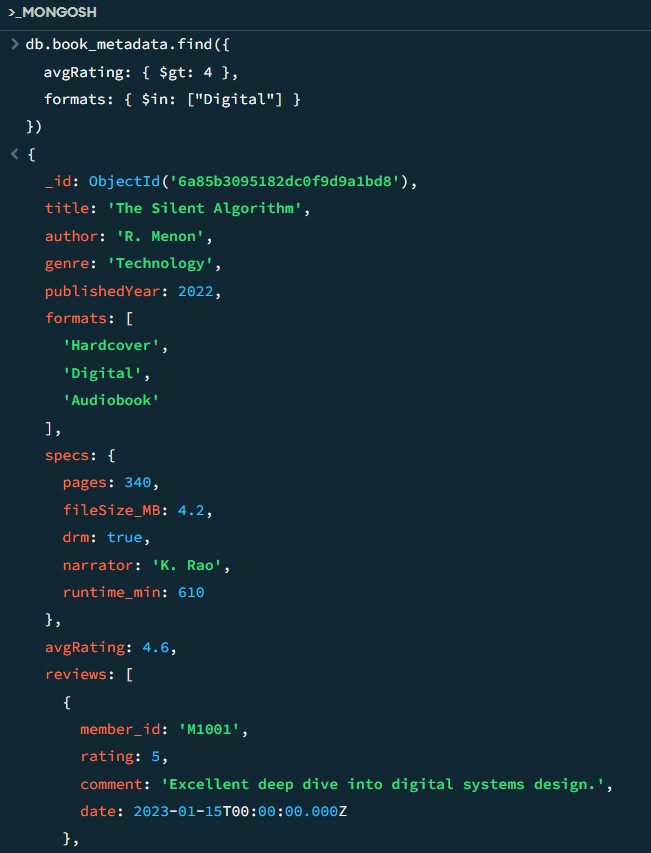 >_MONGOSH
> db.book_metadata.find({
avgRating: { $gt: 4 },
formats: { $in: ["Digital"] }
})
< {
_id: ObjectId('6a85b3095182dc0f9d9a1bd8'),
title: 'The Silent Algorithm',
author: 'R. Menon',
genre: 'Technology',
publishedYear: 2022,
formats: [
'Hardcover',
'Digital',
'Audiobook'
],
specs: {
pages: 340,
fileSize_MB: 4.2,
drm: true,
narrator: 'K. Rao',
runtime_min: 610
},
avgRating: 4.6,
reviews: [
{
member_id: 'M1001',
rating: 5,
comment: 'Excellent deep dive into digital systems design.',
date: 2023-01-15T00:00:00.000Z
},